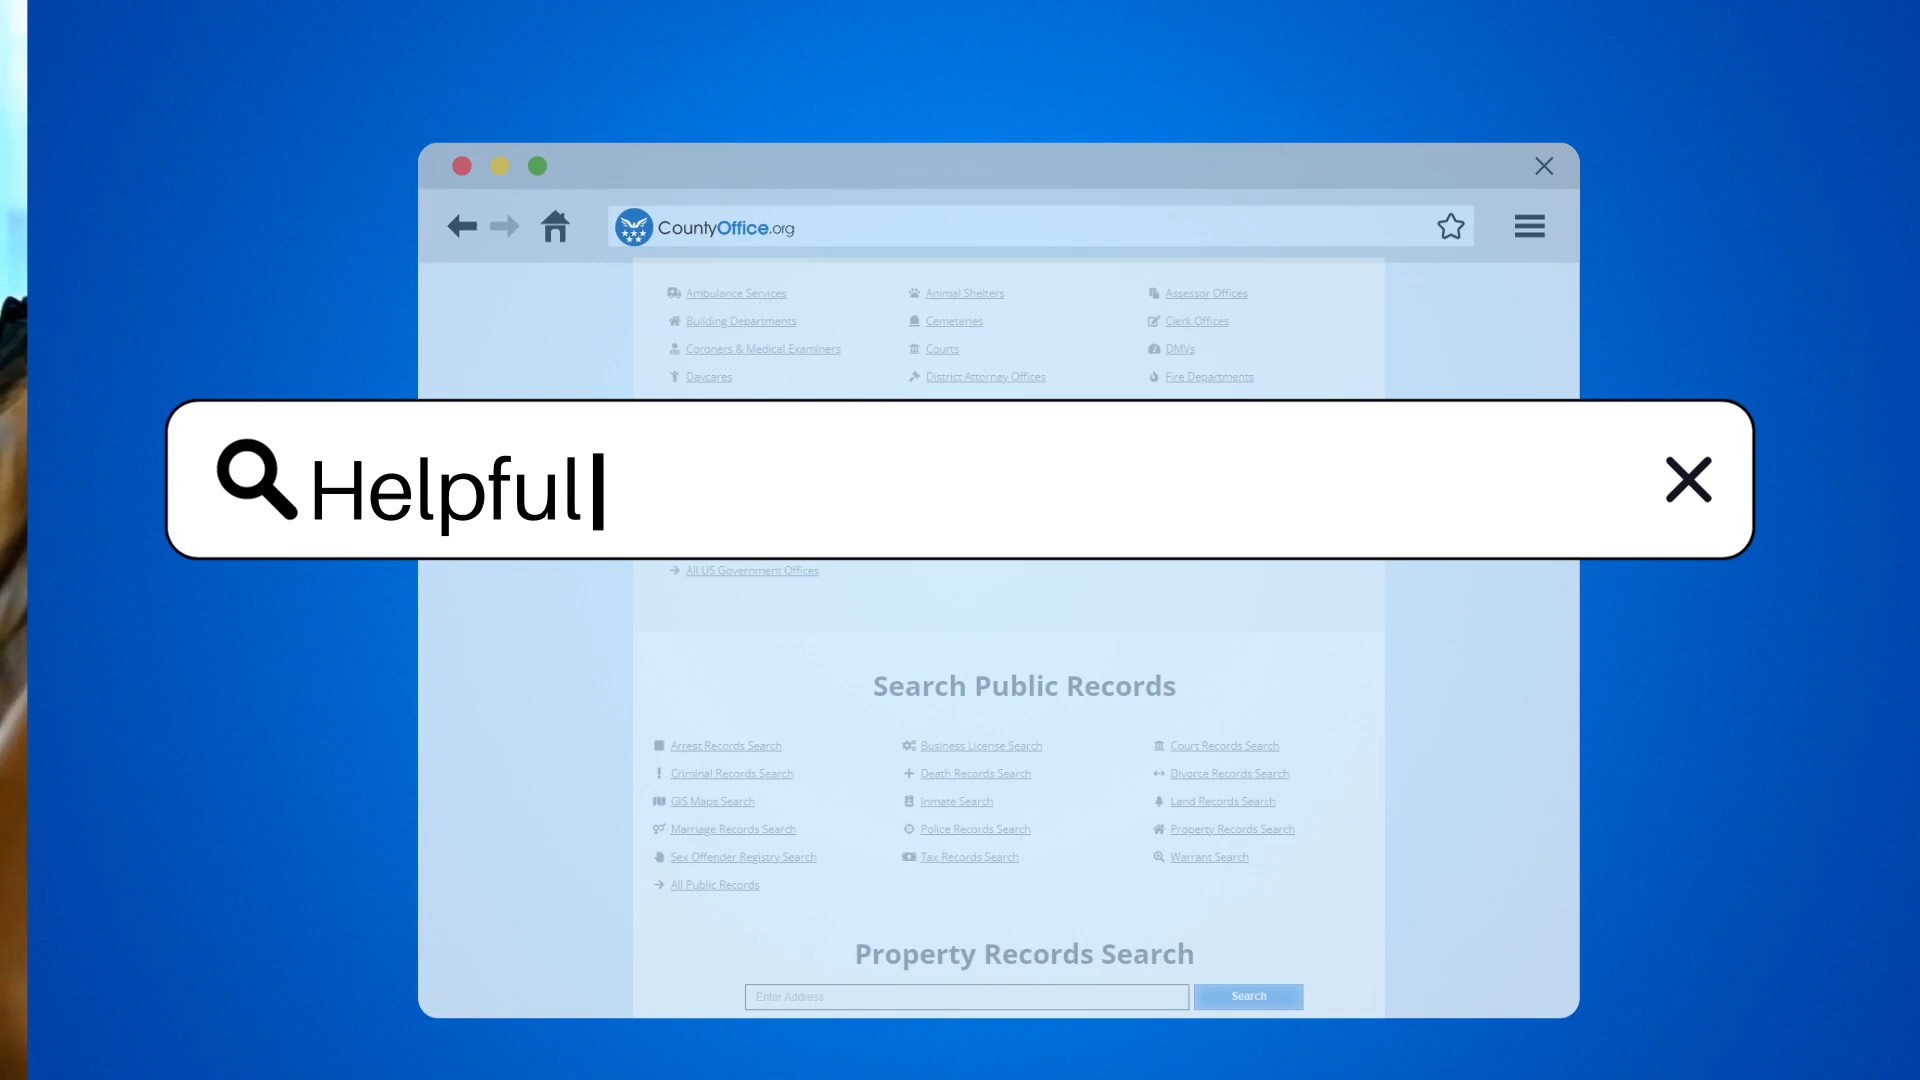 CountyOffice.org
Ambulance Services Animal Shelters Assessor Offices
Building Departments Cemeteries Clerk Offices
Coroners & Medical Examiners Courts DMVs
Daycares District Attorney Offices Fire Departments
Helpful
All US Government Offices
Search Public Records
Arrest Records Search Business License Search Court Records Search
Criminal Records Search Death Records Search Divorce Records Search
GIS Maps Search Inmate Search Land Records Search
Marriage Records Search Police Records Search Property Records Search
Sex Offender Registry Search Tax Records Search Warrant Search
All Public Records
Property Records Search
Enter Address Search